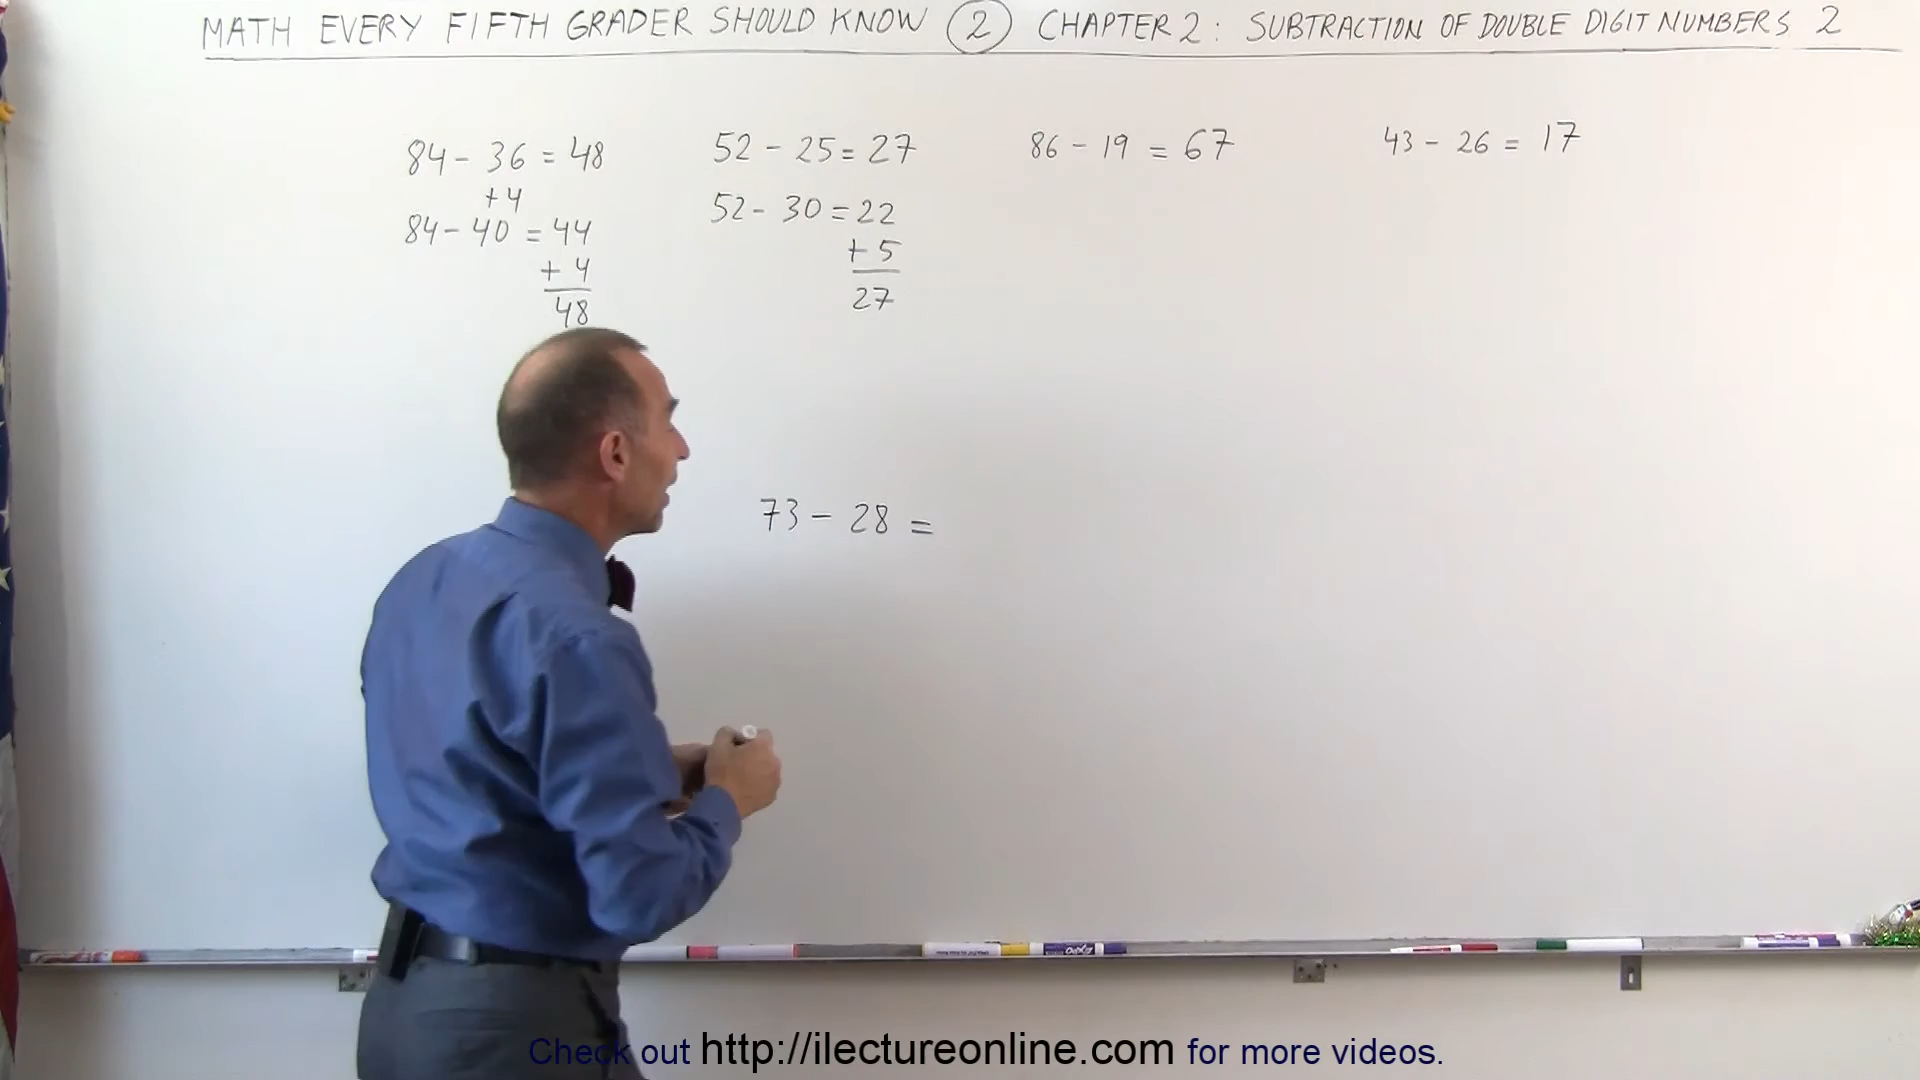 MATH EVERY FIFTH GRADER SHOULD KNOW 2 CHAPTER 2: SUBTRACTION OF DOUBLE DIGIT NUMBERS 2
84 - 36 = 48
+4
84 - 40 = 44
+ 4
48
52 - 25 = 27
52 - 30 = 22
+ 5
27
86 - 19 = 67
43 - 26 = 17
73 - 28 =
Check out http://ilectureonline.com for more videos.